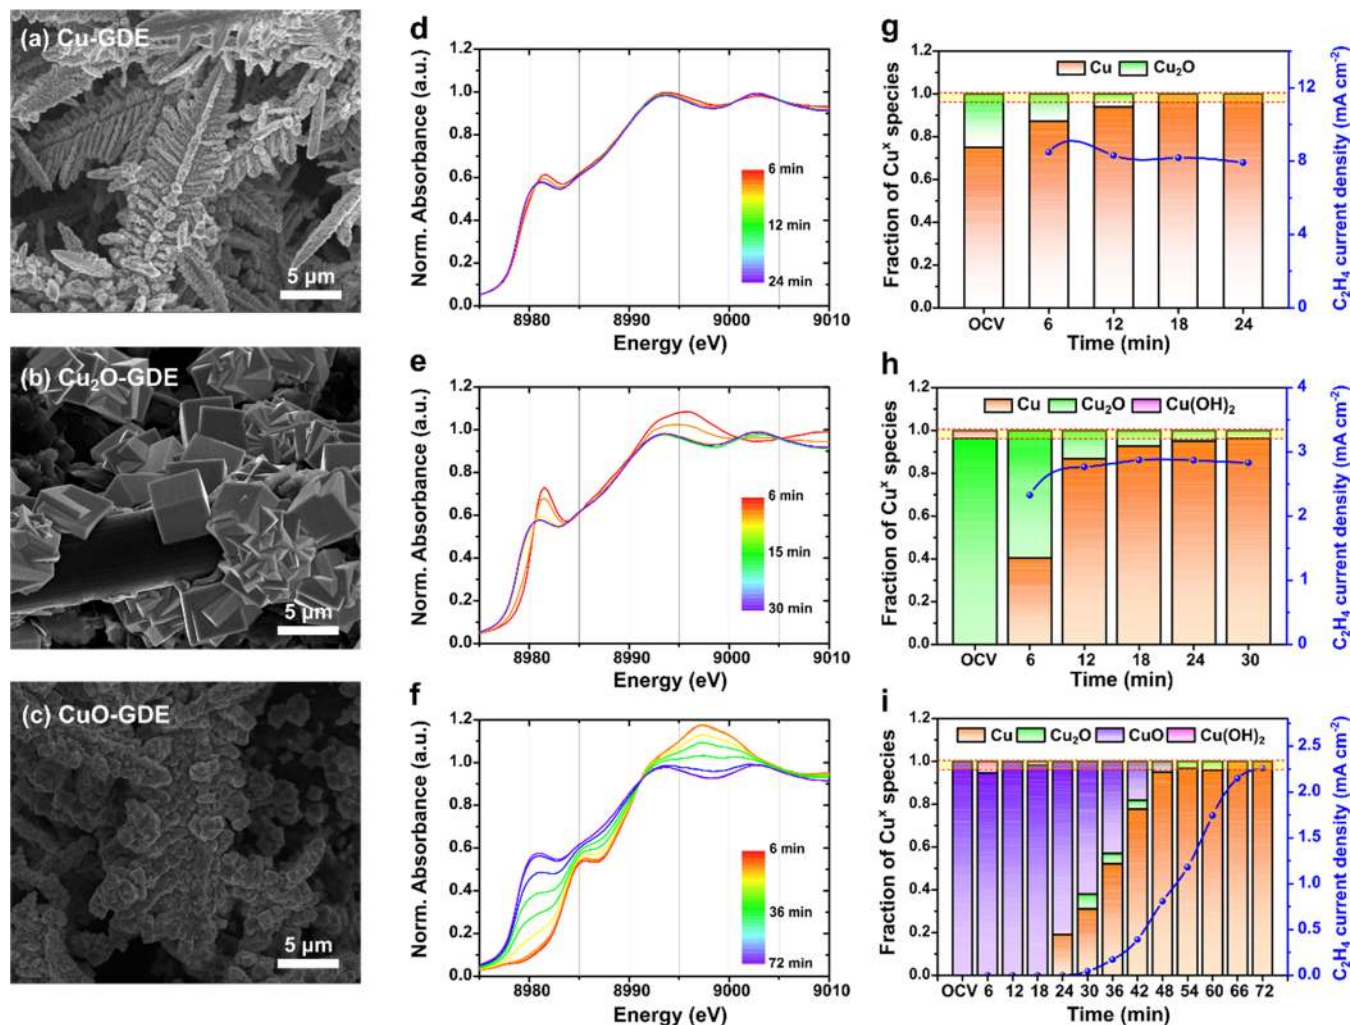 (a) Cu-GDE
5 µm
(b) Cu₂O-GDE
5 µm
(c) CuO-GDE
5 µm
d
Norm. Absorbance (a.u.)
1.2
1.0
0.8
0.6
0.4
0.2
0.0
6 min
12 min
24 min
8980 8990 9000 9010
Energy (eV)
e
Norm. Absorbance (a.u.)
1.2
1.0
0.8
0.6
0.4
0.2
0.0
6 min
15 min
30 min
8980 8990 9000 9010
Energy (eV)
f
Norm. Absorbance (a.u.)
1.2
1.0
0.8
0.6
0.4
0.2
0.0
6 min
36 min
72 min
8980 8990 9000 9010
Energy (eV)
g
Fraction of Cuˣ species
1.2
1.0
0.8
0.6
0.4
0.2
0.0
Cu Cu₂O
12
8
4
0
C₂H₄ current density (mA cm⁻²)
OCV 6 12 18 24
Time (min)
h
Fraction of Cuˣ species
1.2
1.0
0.8
0.6
0.4
0.2
0.0
Cu Cu₂O Cu(OH)₂
4
3
2
1
0
C₂H₄ current density (mA cm⁻²)
OCV 6 12 18 24 30
Time (min)
i
Fraction of Cuˣ species
1.2
1.0
0.8
0.6
0.4
0.2
0.0
Cu Cu₂O CuO Cu(OH)₂
2.5
2.0
1.5
1.0
0.5
0.0
C₂H₄ current density (mA cm⁻²)
OCV 6 12 18 24 30 36 42 48 54 60 66 72
Time (min)